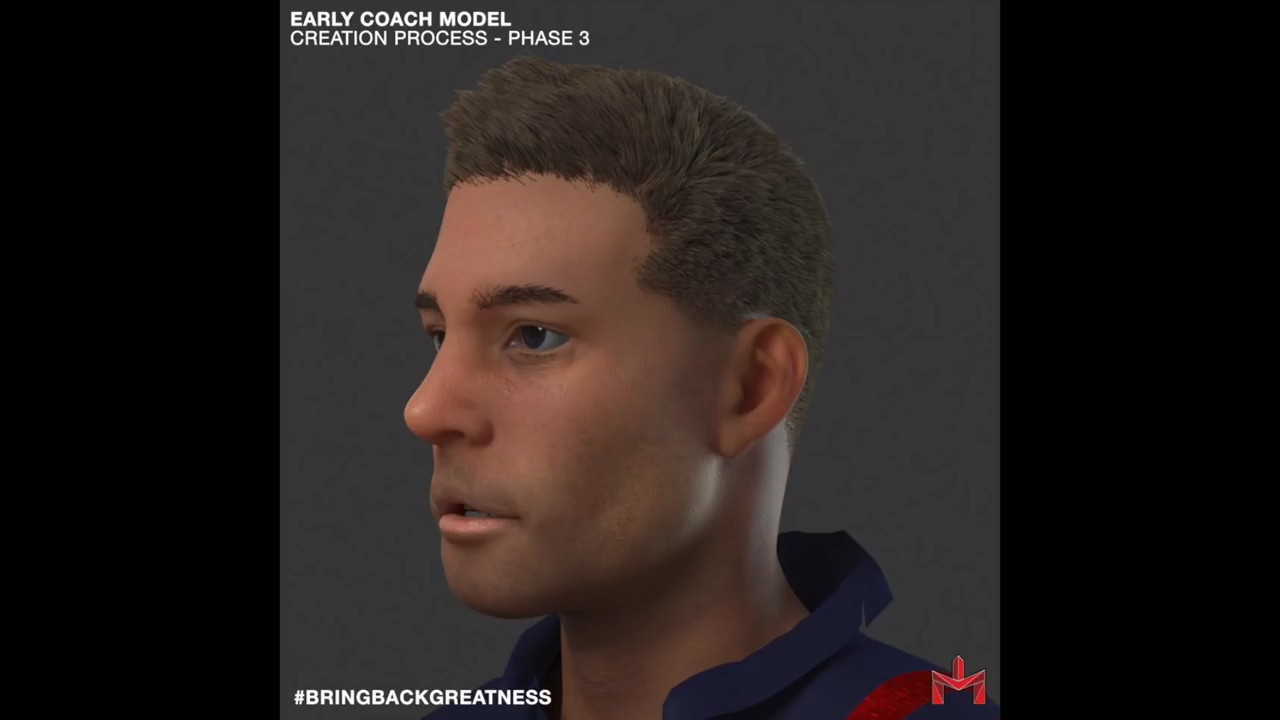 EARLY COACH MODEL
CREATION PROCESS - PHASE 3
#BRINGBACKGREATNESS